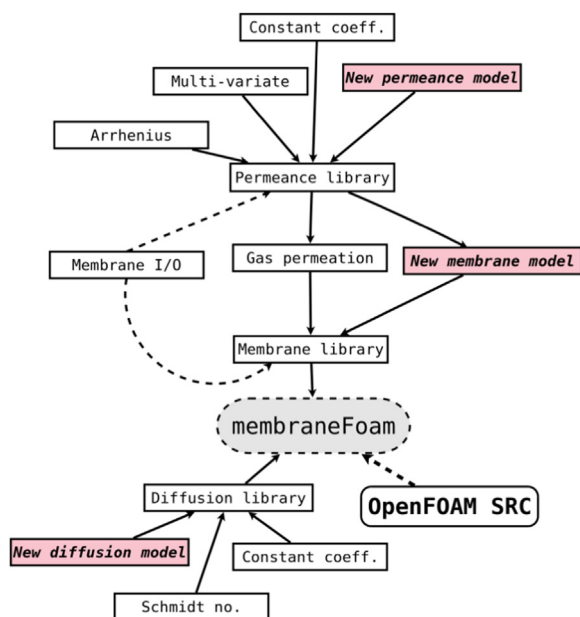 Constant coeff.
Multi-variate
New permeance model
Arrhenius
Permeance library
Membrane I/O
Gas permeation
New membrane model
Membrane library
membraneFoam
Diffusion library
OpenFOAM SRC
New diffusion model
Constant coeff.
Schmidt no.